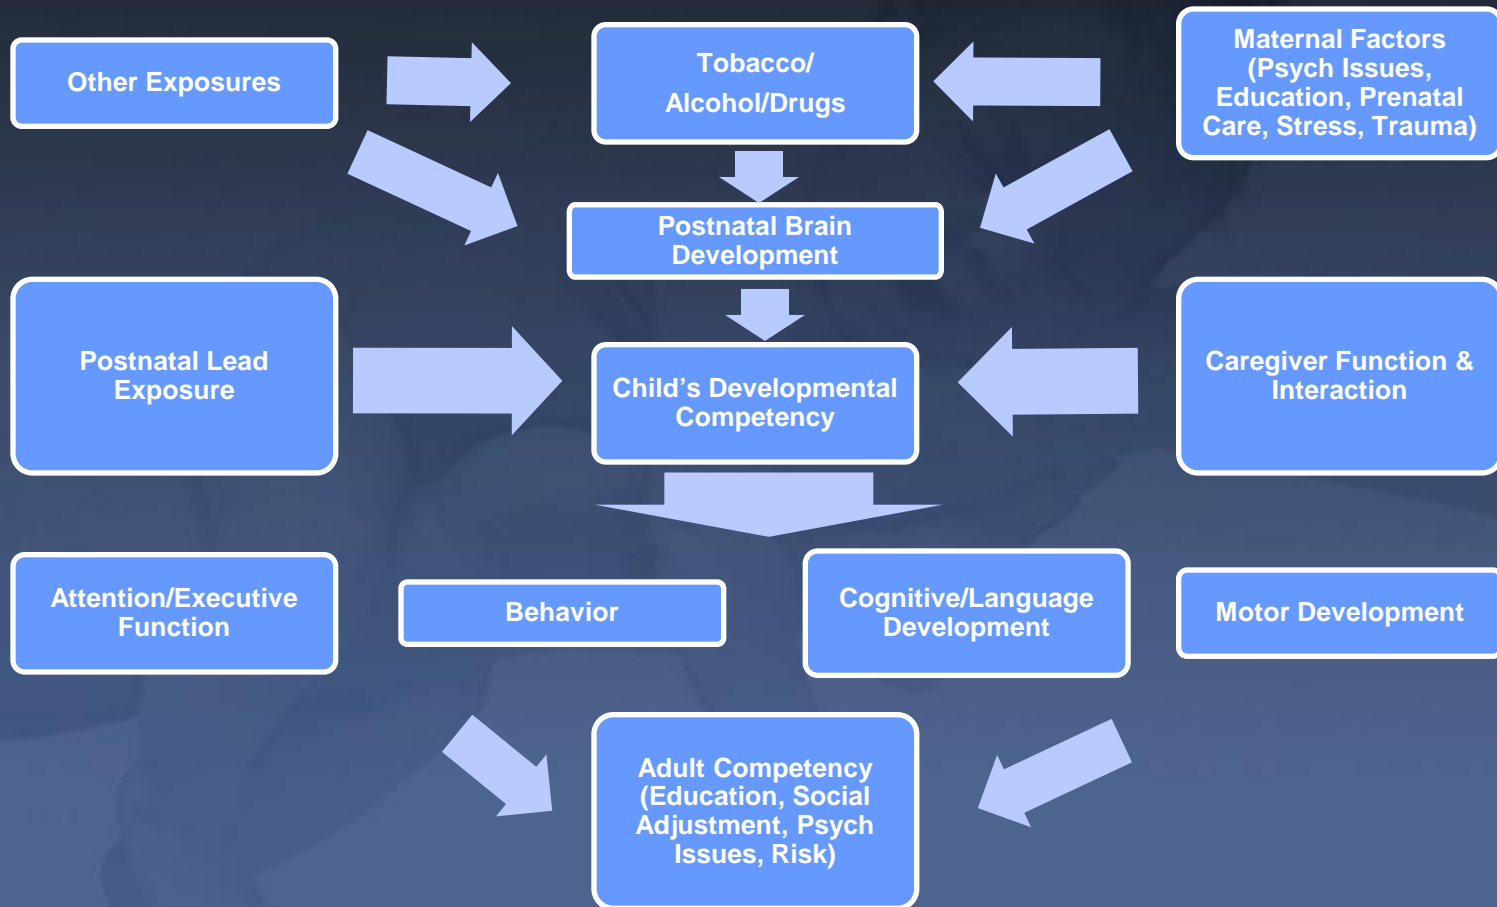 Other Exposures
Tobacco/
Alcohol/Drugs
Maternal Factors
(Psych Issues,
Education, Prenatal
Care, Stress, Trauma)
Postnatal Brain
Development
Postnatal Lead
Exposure
Child’s Developmental
Competency
Caregiver Function &
Interaction
Attention/Executive
Function
Behavior
Cognitive/Language
Development
Motor Development
Adult Competency
(Education, Social
Adjustment, Psych
Issues, Risk)